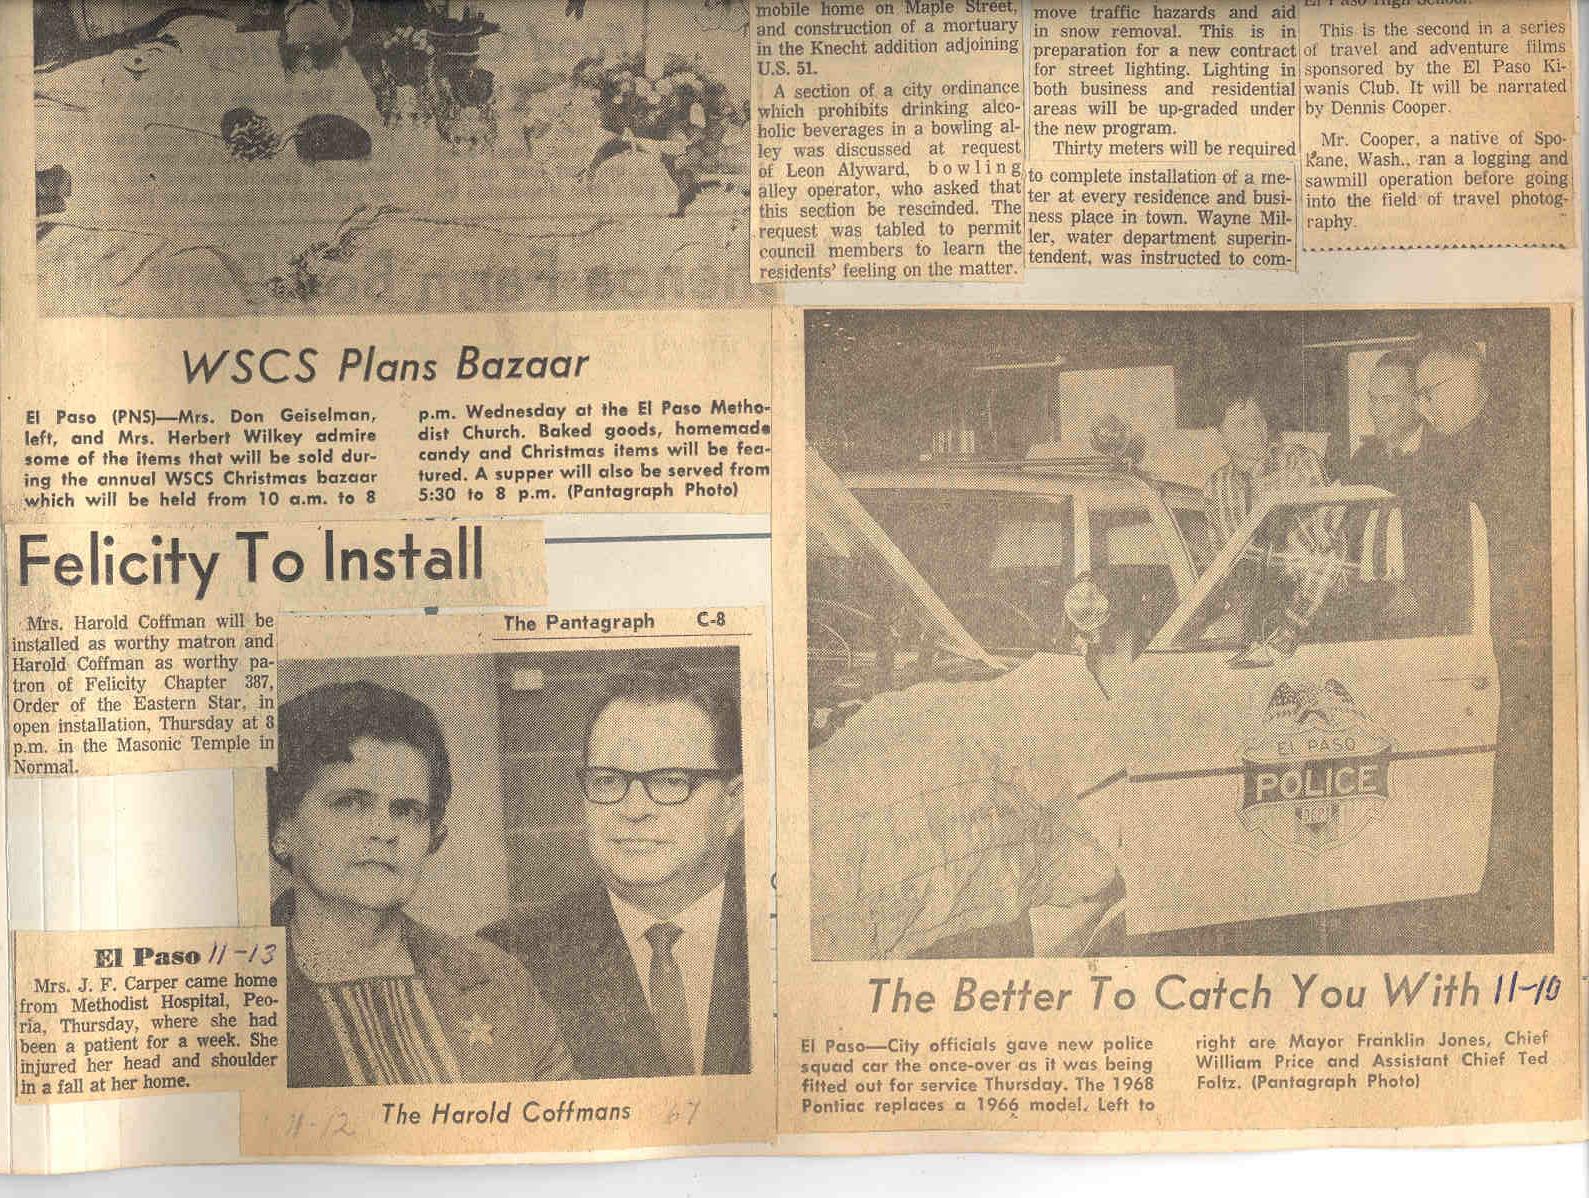 mobile home on Maple Street,
and construction of a mortuary
in the Knecht addition adjoining
U.S. 51.
A section of a city ordinance
which prohibits drinking alco-
holic beverages in a bowling al-
ley was discussed at request
of Leon Alyward, bowling
alley operator, who asked that
this section be rescinded. The
request was tabled to permit
council members to learn the
residents' feeling on the matter.
move traffic hazards and aid
in snow removal. This is in
preparation for a new contract
for street lighting. Lighting in
both business and residential
areas will be up-graded under
the new program.
Thirty meters will be required
to complete installation of a me-
ter at every residence and busi-
ness place in town. Wayne Mil-
ler, water department superin-
tendent, was instructed to com-
El Paso High School.
This is the second in a series
of travel and adventure films
sponsored by the El Paso Ki-
wanis Club. It will be narrated
by Dennis Cooper.
Mr. Cooper, a native of Spo-
kane, Wash., ran a logging and
sawmill operation before going
into the field of travel photog-
raphy.
WSCS Plans Bazaar
El Paso (PNS)—Mrs. Don Geiselman,
left, and Mrs. Herbert Wilkey admire
some of the items that will be sold dur-
ing the annual WSCS Christmas bazaar
which will be held from 10 a.m. to 8
p.m. Wednesday at the El Paso Metho-
dist Church. Baked goods, homemade
candy and Christmas items will be fea-
tured. A supper will also be served from
5:30 to 8 p.m. (Pantagraph Photo)
Felicity To Install
Mrs. Harold Coffman will be
installed as worthy matron and
Harold Coffman as worthy pa-
tron of Felicity Chapter 387,
Order of the Eastern Star, in
open installation, Thursday at 8
p.m. in the Masonic Temple in
Normal.
The Pantagraph C-8
The Harold Coffmans
11-12 67
El Paso 11-13
Mrs. J. F. Carper came home
from Methodist Hospital, Peo-
ria, Thursday, where she had
been a patient for a week. She
injured her head and shoulder
in a fall at her home.
EL PASO
POLICE
The Better To Catch You With 11-10
El Paso—City officials gave new police
squad car the once-over as it was being
fitted out for service Thursday. The 1968
Pontiac replaces a 1966 model. Left to
right are Mayor Franklin Jones, Chief
William Price and Assistant Chief Ted
Foltz. (Pantagraph Photo)